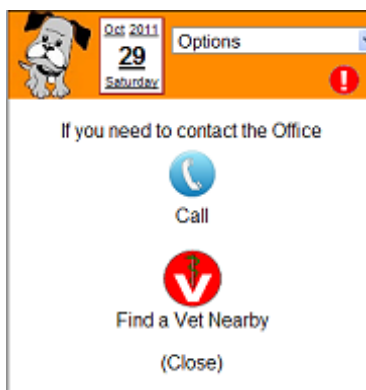 Oct 2011
29
Saturday
Options
!
If you need to contact the Office
Call
V
Find a Vet Nearby
(Close)